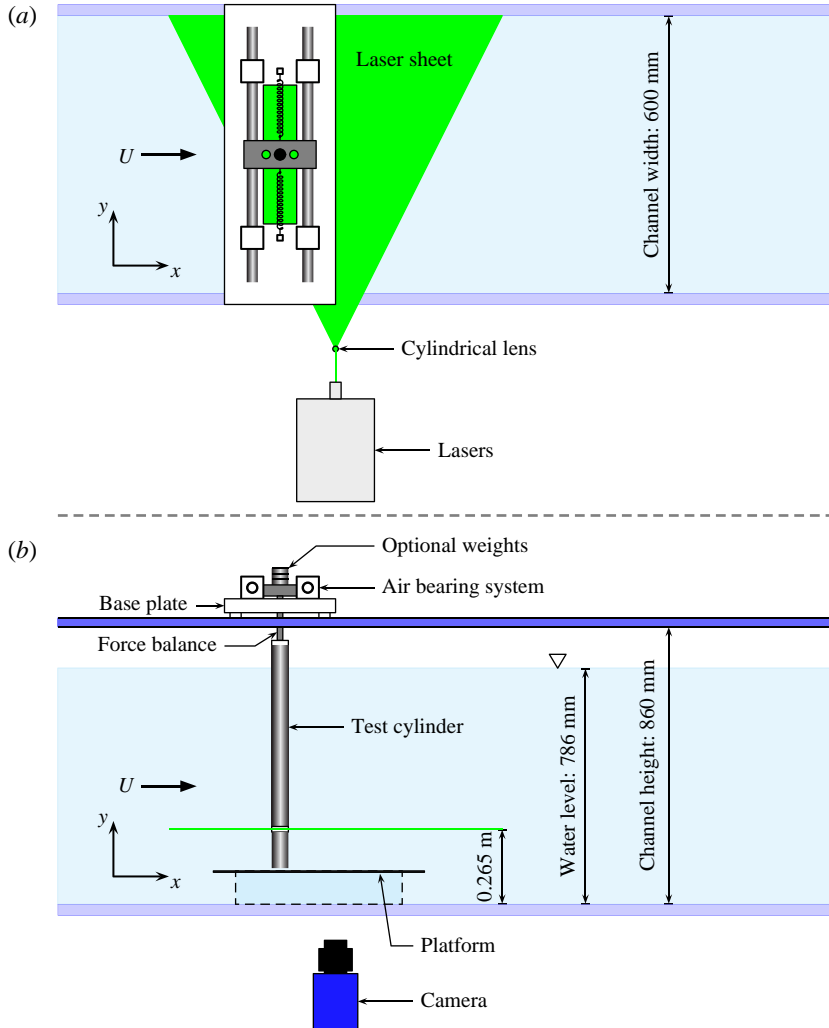 (a)
Laser sheet
U
y
x
Channel width: 600 mm
Cylindrical lens
Lasers
(b)
Optional weights
Air bearing system
Base plate
Force balance
Test cylinder
U
y
x
0.265 m
Water level: 786 mm
Channel height: 860 mm
Platform
Camera